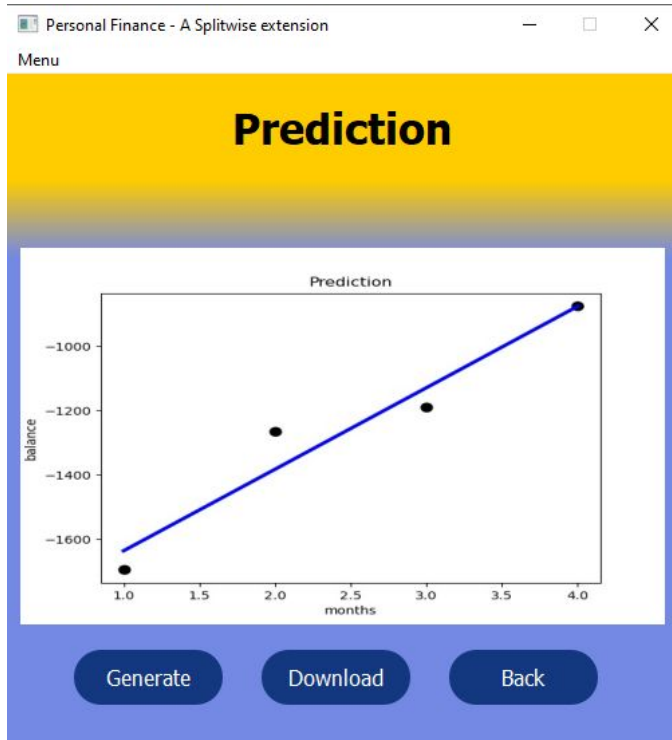 Personal Finance - A Splitwise extension
Menu
Prediction
Prediction
−1000
−1200
−1400
−1600
balance
1.0 1.5 2.0 2.5 3.0 3.5 4.0
months
Generate Download Back